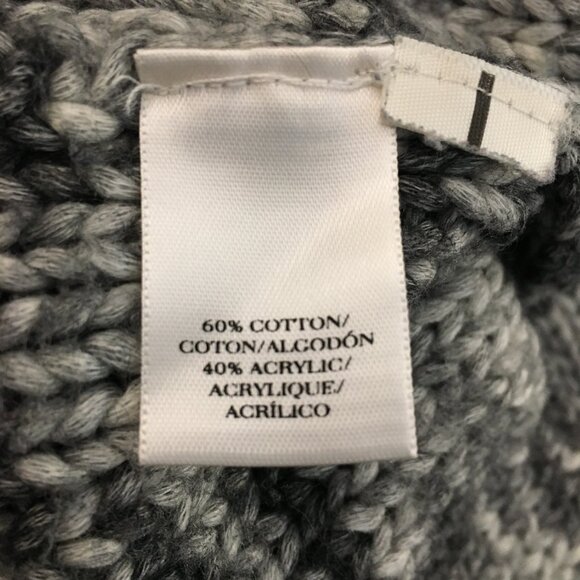 60% COTTON/
COTON/ALGODÓN
40% ACRYLIC/
ACRYLIQUE/
ACRÍLICO